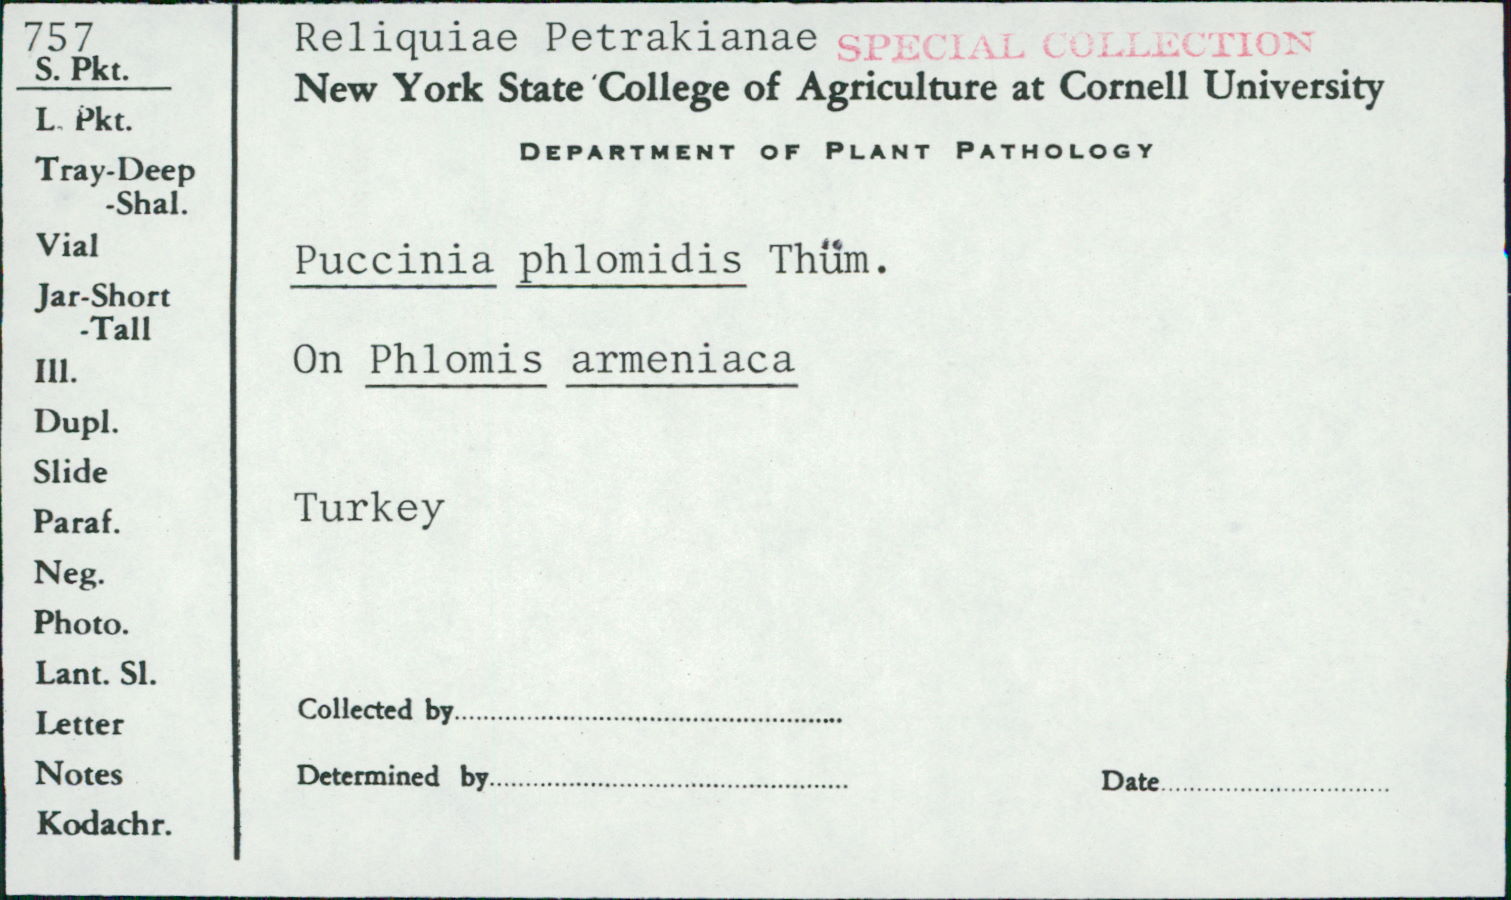 757
S. Pkt.
L. Pkt.
Tray-Deep
-Shal.
Vial
Jar-Short
-Tall
Ill.
Dupl.
Slide
Paraf.
Neg.
Photo.
Lant. Sl.
Letter
Notes
Kodachr.
Reliquiae Petrakianae SPECIAL COLLECTION
New York State College of Agriculture at Cornell University
DEPARTMENT OF PLANT PATHOLOGY
Puccinia phlomidis Thüm.
On Phlomis armeniaca
Turkey
Collected by
Determined by
Date